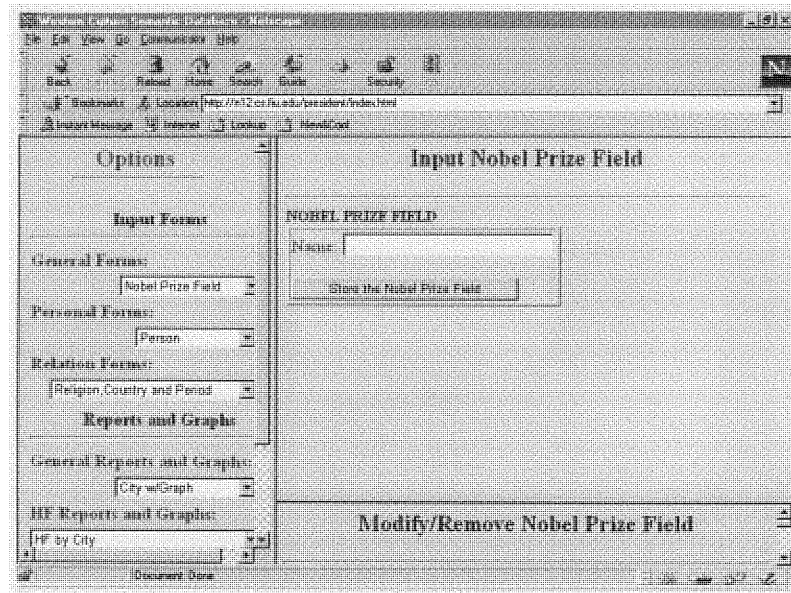 File Edit View Go Communicator Help
Back Reload Home Search Guide Security
Bookmarks Location: http://n12.cs.fiu.edu/president/index.html
Instant Message Internet Lookup New&Cool
Options
Input Forms
General Forms:
Nobel Prize Field
Personal Forms:
Person
Relation Forms:
Religion,Country and Period
Reports and Graphs
General Reports and Graphs:
City w/Graph
HF Reports and Graphs:
HF by City
Input Nobel Prize Field
NOBEL PRIZE FIELD
Name
Store the Nobel Prize Field
Modify/Remove Nobel Prize Field
Document: Done